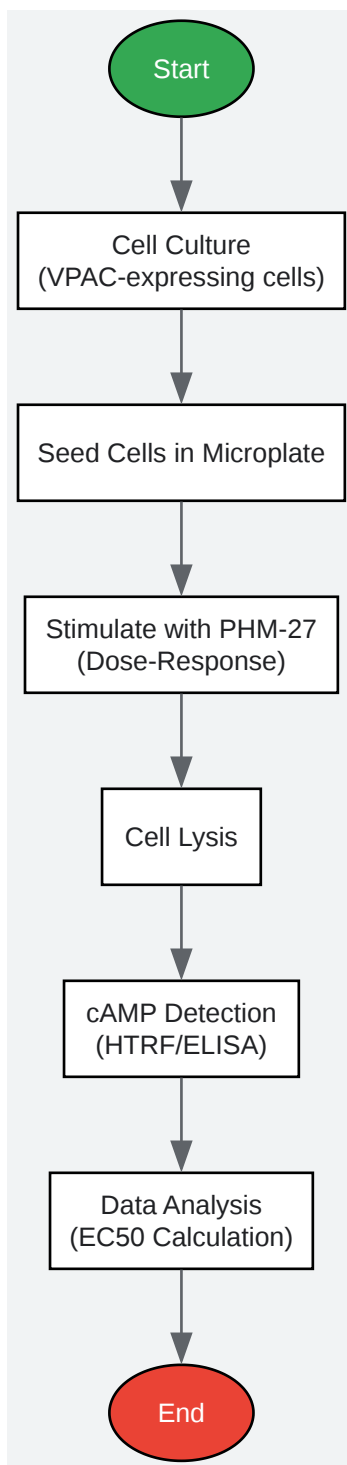 Start
Cell Culture
(VPAC-expressing cells)
Seed Cells in Microplate
Stimulate with PHM-27
(Dose-Response)
Cell Lysis
cAMP Detection
(HTRF/ELISA)
Data Analysis
(EC50 Calculation)
End